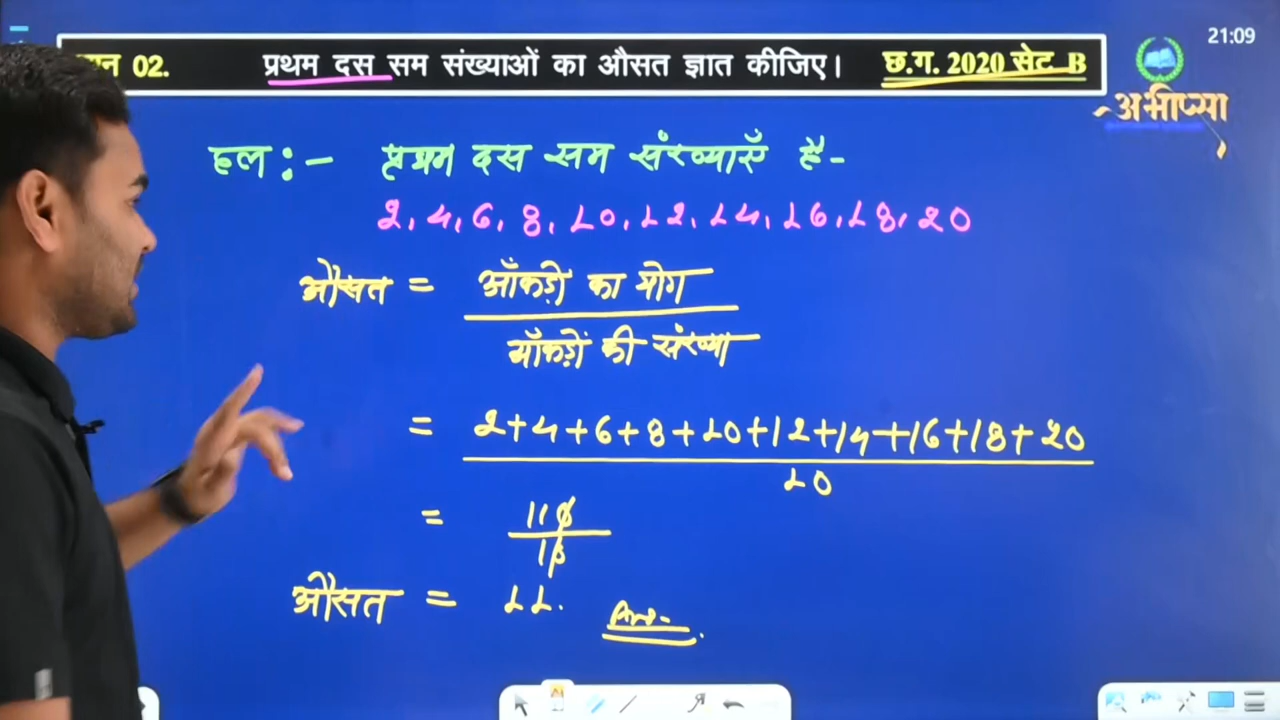 प्रश्न 02. प्रथम दस सम संख्याओं का औसत ज्ञात कीजिए। छ.ग. 2020 सेट B
21:09
अभीप्सा
हल :- प्रथम दस सम संख्याएँ है-
2, 4, 6, 8, 10, 12, 14, 16, 18, 20
औसत = आँकड़ों का योग
आँकड़ों की संख्या
= 2+4+6+8+10+12+14+16+18+20
10
= 110
10
औसत = 11. Ans-